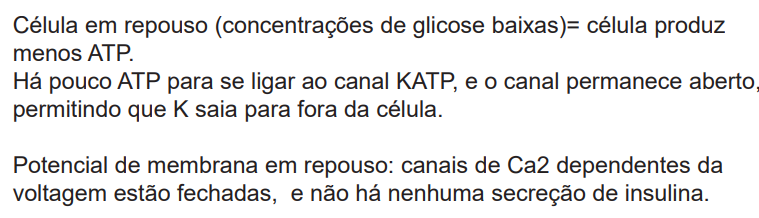 Célula em repouso (concentrações de glicose baixas)= célula produz
menos ATP.
Há pouco ATP para se ligar ao canal KATP, e o canal permanece aberto,
permitindo que K saia para fora da célula.
Potencial de membrana em repouso: canais de Ca2 dependentes da
voltagem estão fechadas,  e não há nenhuma secreção de insulina.